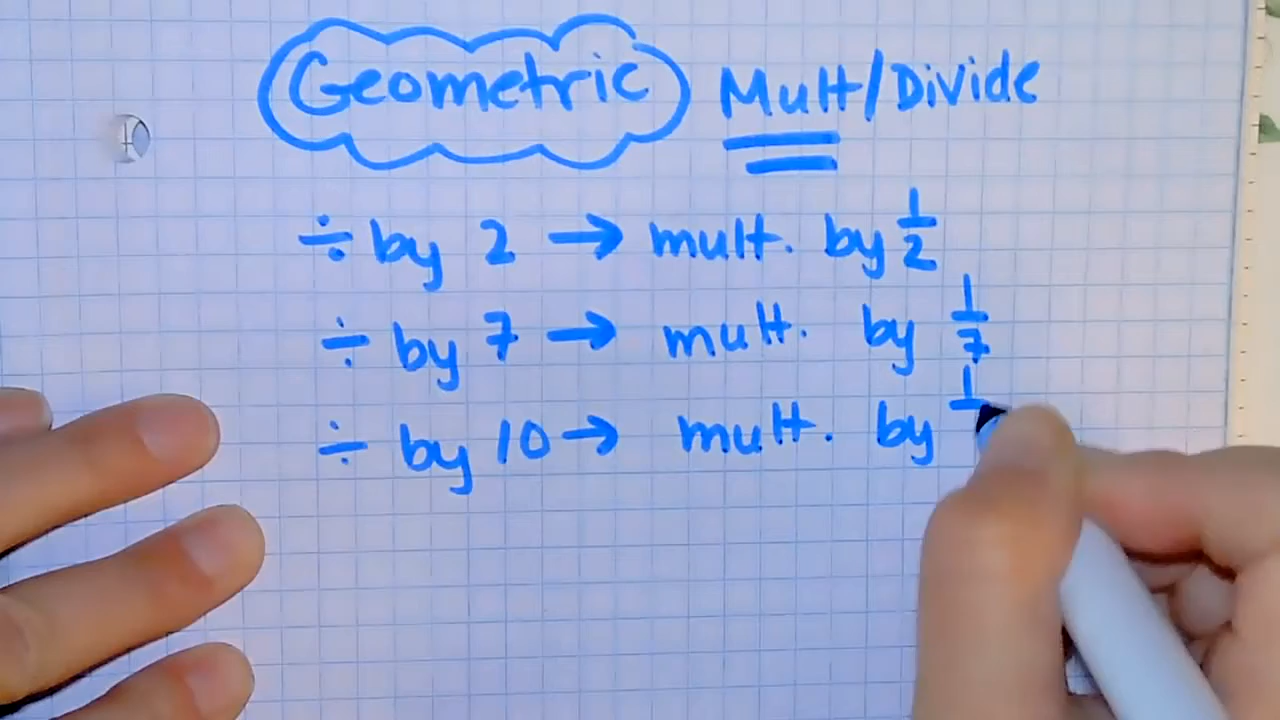 Geometric Mult/Divide
÷ by 2 → mult. by 1/2
÷ by 7 → mult. by 1/7
÷ by 10 → mult. by 1/